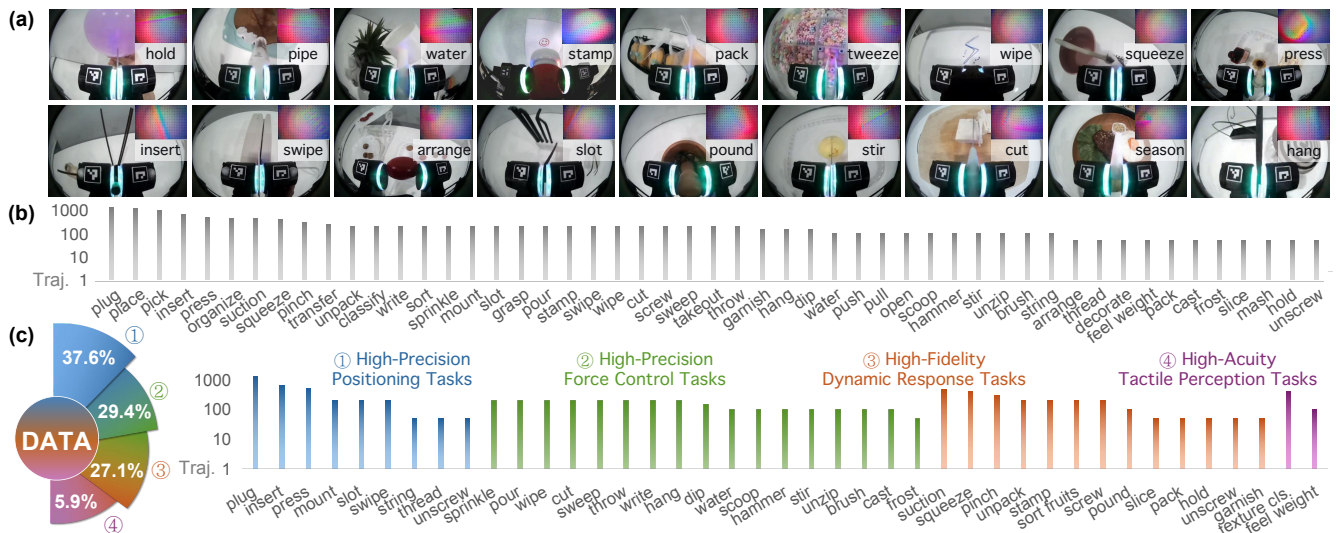 (a)
hold
pipe
water
stamp
pack
tweeze
wipe
squeeze
press
insert
swipe
arrange
slot
pound
stir
cut
season
hang
(b)
1000
100
10
Traj. 1
plug
place
pick
insert
press
organize
suction
squeeze
pinch
transfer
unpack
classify
write
sort
sprinkle
mount
slot
grasp
pour
stamp
swipe
wipe
cut
screw
sweep
takeout
throw
garnish
hang
dip
water
push
pull
open
scoop
hammer
stir
unzip
brush
string
arrange
thread
decorate
feel weight
pack
cast
frost
slice
mash
hold
unscrew
(c)
①
37.6%
②
29.4%
DATA
27.1%
③
5.9%
④
① High-Precision
Positioning Tasks
② High-Precision
Force Control Tasks
③ High-Fidelity
Dynamic Response Tasks
④ High-Acuity
Tactile Perception Tasks
1000
100
10
Traj. 1
plug
insert
press
mount
slot
swipe
string
thread
unscrew
sprinkle
pour
wipe
cut
sweep
throw
write
hang
dip
water
scoop
hammer
stir
unzip
brush
cast
frost
suction
squeeze
pinch
unpack
stamp
sort fruits
screw
pound
slice
pack
hold
unscrew
garnish
texture cls.
feel weight